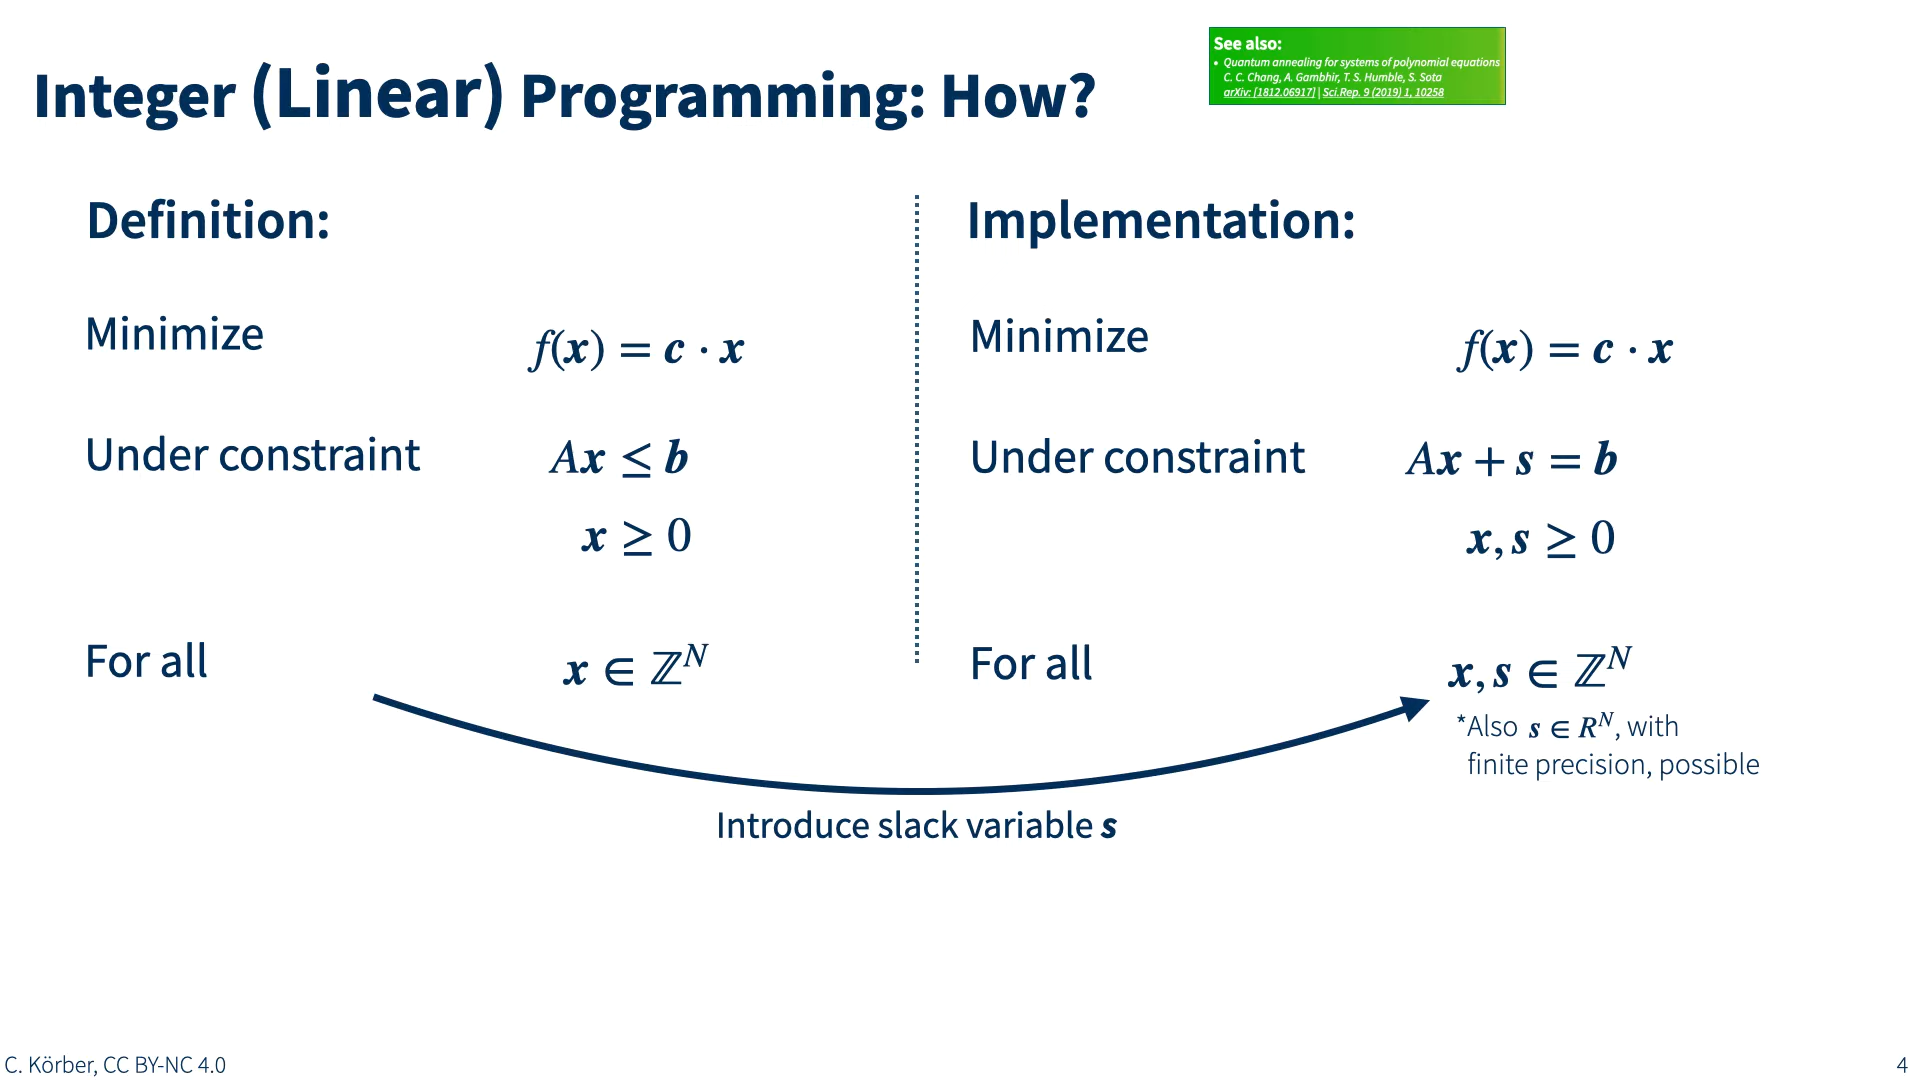 Integer (Linear) Programming: How?
See also:
• Quantum annealing for systems of polynomial equations
C. C. Chang, A. Gambhir, T. S. Humble, S. Sota
arXiv: [1812.06917] | Sci.Rep. 9 (2019) 1, 10258
Definition:
Minimize f(x) = c · x
Under constraint Ax ≤ b
x ≥ 0
For all x ∈ ℤᴺ
Implementation:
Minimize f(x) = c · x
Under constraint Ax + s = b
x, s ≥ 0
For all x, s ∈ ℤᴺ
*Also s ∈ Rᴺ, with
finite precision, possible
Introduce slack variable s
C. Körber, CC BY-NC 4.0
4